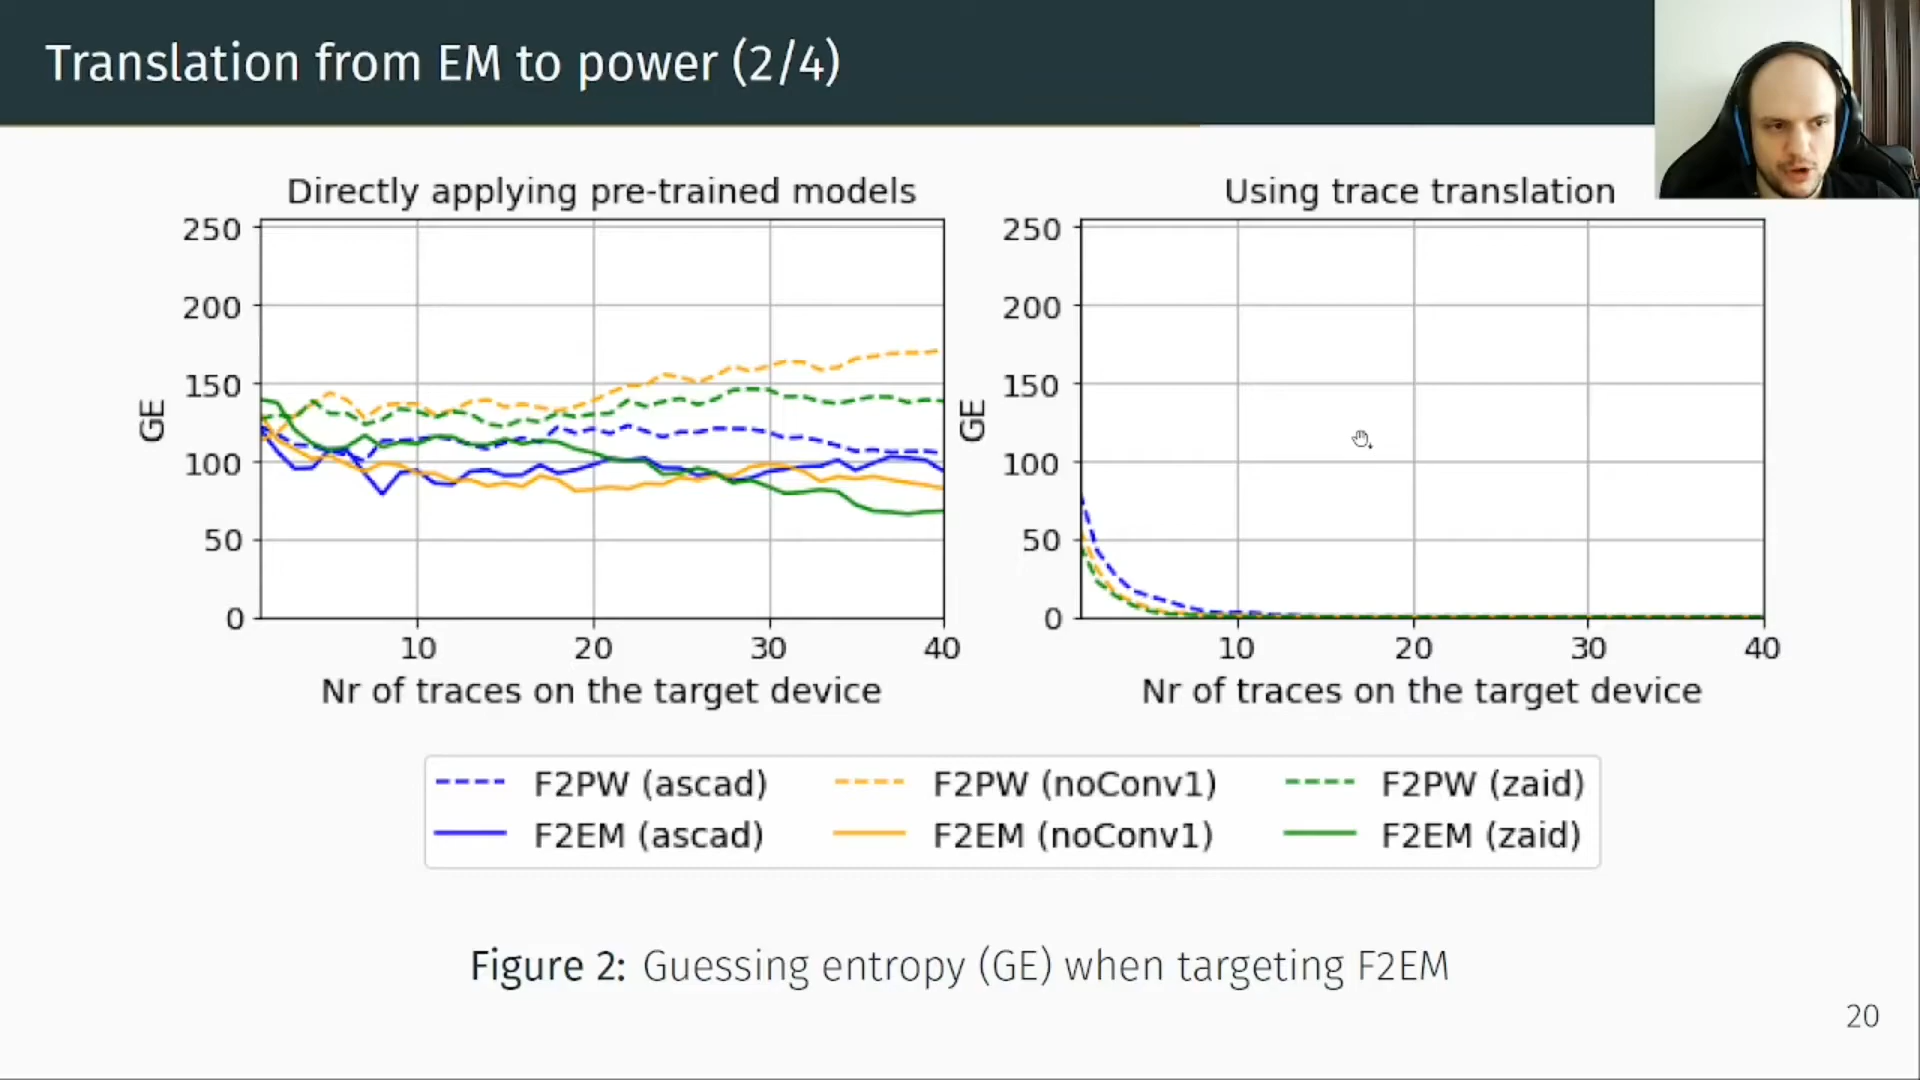 Translation from EM to power (2/4)
Directly applying pre-trained models
250
200
150
100
50
0
GE
10 20 30 40
Nr of traces on the target device
Using trace translation
250
200
150
100
50
0
GE
10 20 30 40
Nr of traces on the target device
F2PW (ascad) F2PW (noConv1) F2PW (zaid)
F2EM (ascad) F2EM (noConv1) F2EM (zaid)
Figure 2: Guessing entropy (GE) when targeting F2EM
20